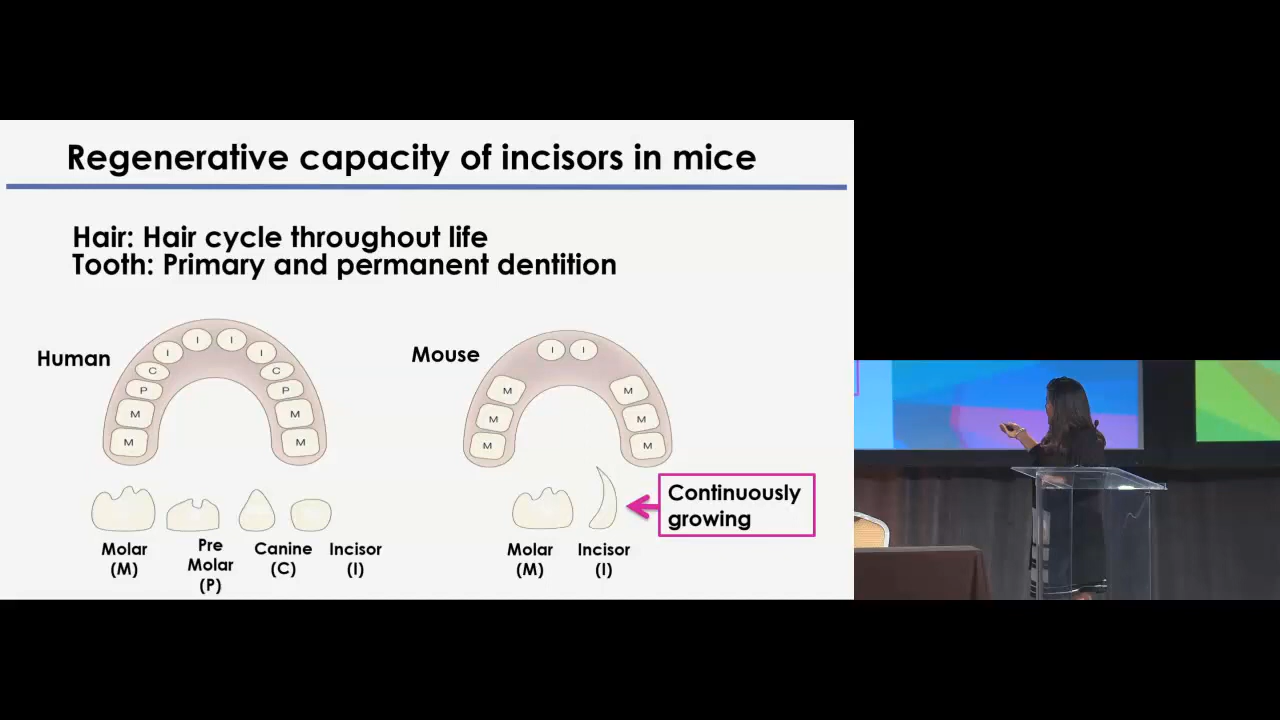 Regenerative capacity of incisors in mice
Hair: Hair cycle throughout life
Tooth: Primary and permanent dentition
Human
I I
I I
C C
P P
M M
M M
Mouse
I I
M M
M M
M M
Continuously
growing
Molar
(M)
Pre
Molar
(P)
Canine
(C)
Incisor
(I)
Molar
(M)
Incisor
(I)